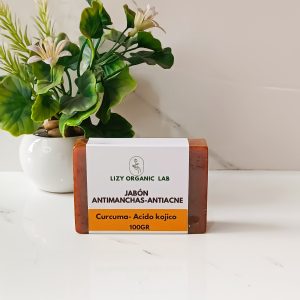 LIZY ORGANIC LAB
JABÓN
ANTIMANCHAS-ANTIACNE
Curcuma- Acido kojico
100GR